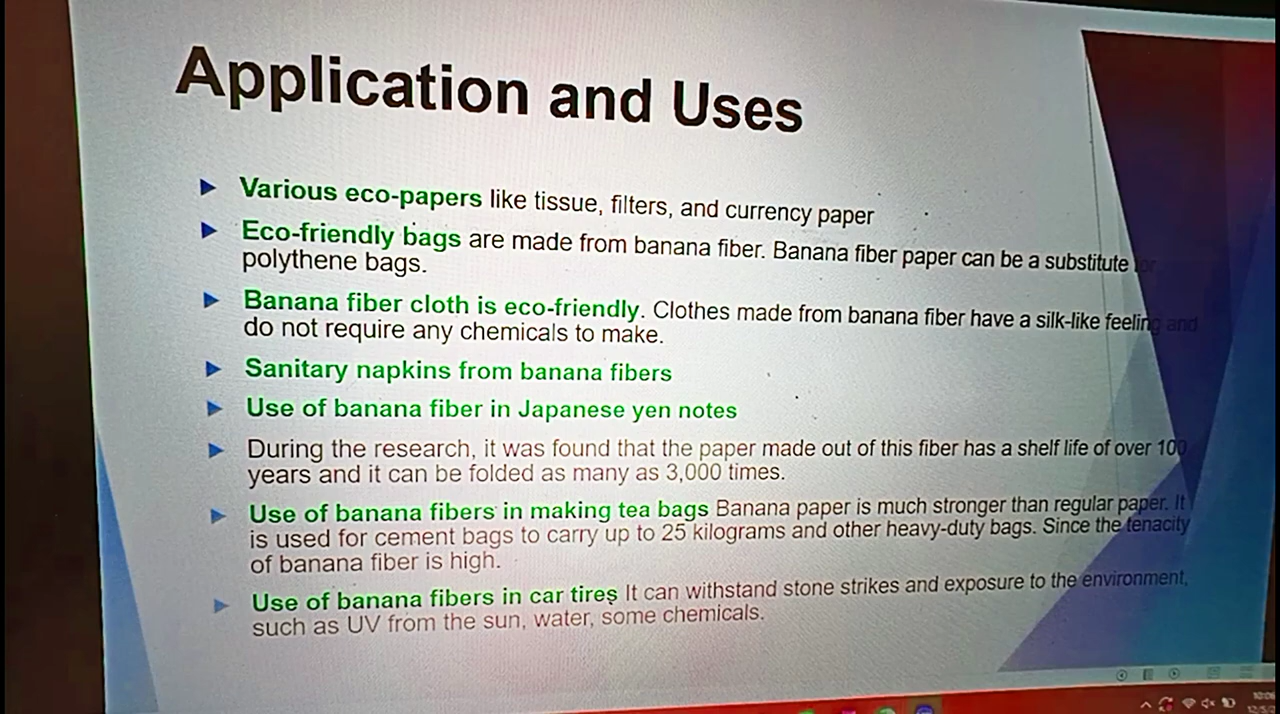 Application and Uses
Various eco-papers like tissue, filters, and currency paper
Eco-friendly bags are made from banana fiber. Banana fiber paper can be a substitute for
polythene bags.
Banana fiber cloth is eco-friendly. Clothes made from banana fiber have a silk-like feeling and
do not require any chemicals to make.
Sanitary napkins from banana fibers
Use of banana fiber in Japanese yen notes
During the research, it was found that the paper made out of this fiber has a shelf life of over 100
years and it can be folded as many as 3,000 times.
Use of banana fibers in making tea bags Banana paper is much stronger than regular paper. It
is used for cement bags to carry up to 25 kilograms and other heavy-duty bags. Since the tenacity
of banana fiber is high.
Use of banana fibers in car tires It can withstand stone strikes and exposure to the environment,
such as UV from the sun, water, some chemicals.